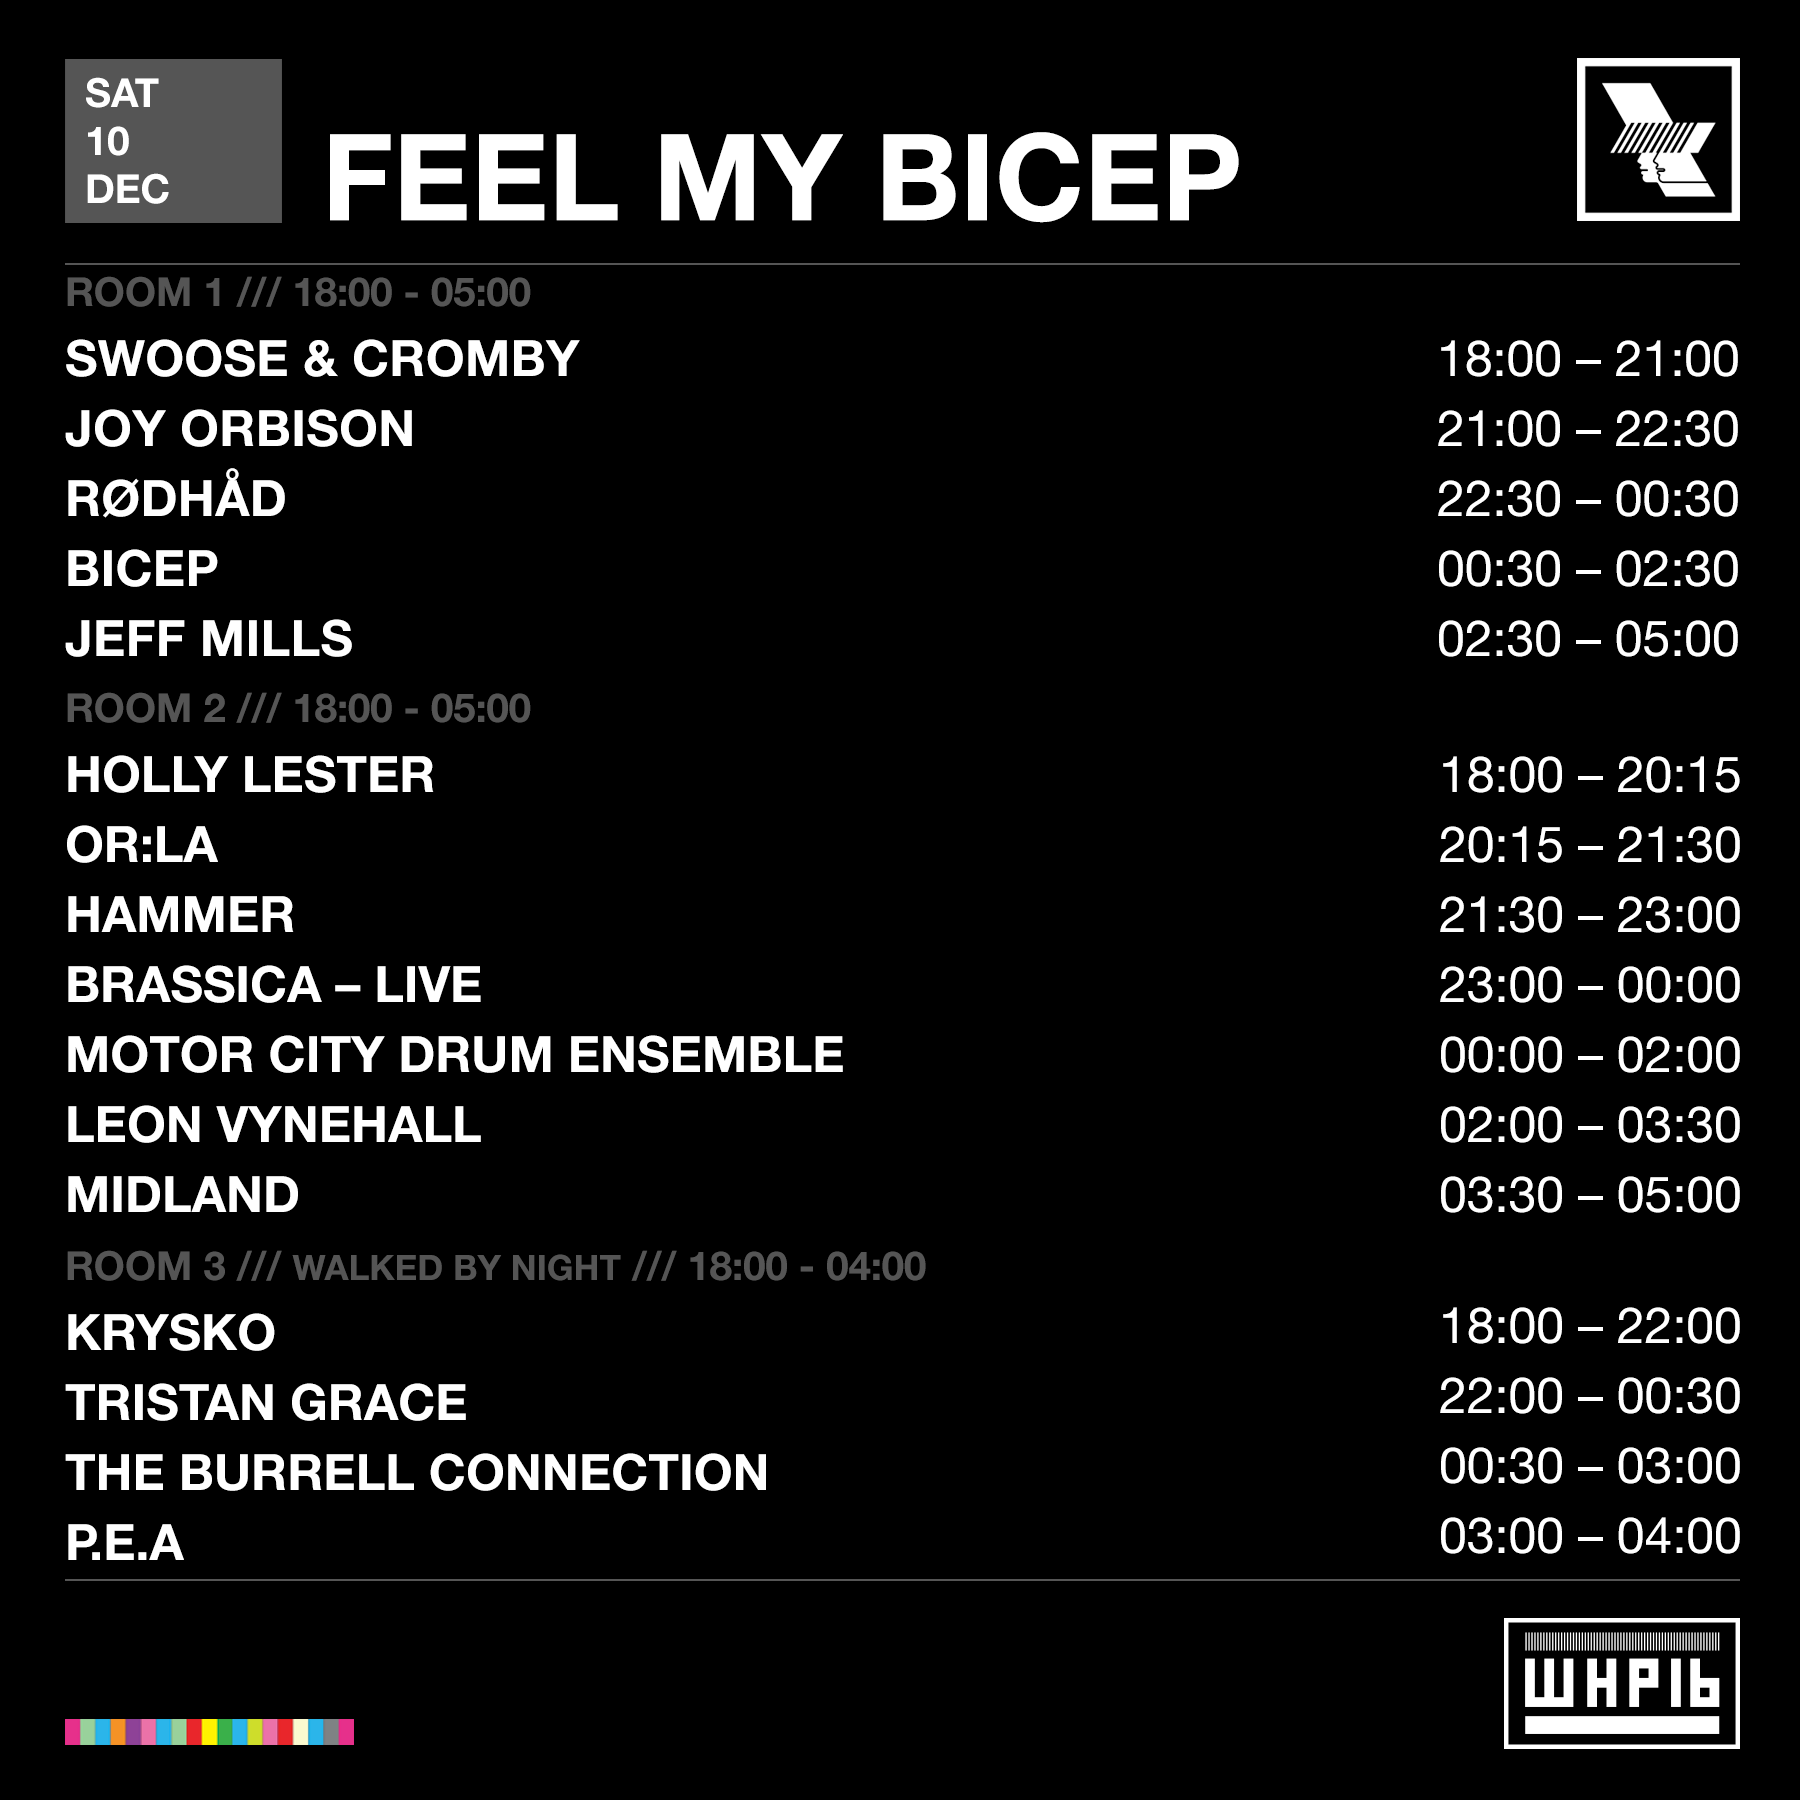 SAT
10
DEC
FEEL MY BICEP
ROOM 1 /// 18:00 - 05:00
SWOOSE & CROMBY 18:00 – 21:00
JOY ORBISON 21:00 – 22:30
RØDHÅD 22:30 – 00:30
BICEP 00:30 – 02:30
JEFF MILLS 02:30 – 05:00
ROOM 2 /// 18:00 - 05:00
HOLLY LESTER 18:00 – 20:15
OR:LA 20:15 – 21:30
HAMMER 21:30 – 23:00
BRASSICA – LIVE 23:00 – 00:00
MOTOR CITY DRUM ENSEMBLE 00:00 – 02:00
LEON VYNEHALL 02:00 – 03:30
MIDLAND 03:30 – 05:00
ROOM 3 /// WALKED BY NIGHT /// 18:00 - 04:00
KRYSKO 18:00 – 22:00
TRISTAN GRACE 22:00 – 00:30
THE BURRELL CONNECTION 00:30 – 03:00
P.E.A 03:00 – 04:00
WHP16